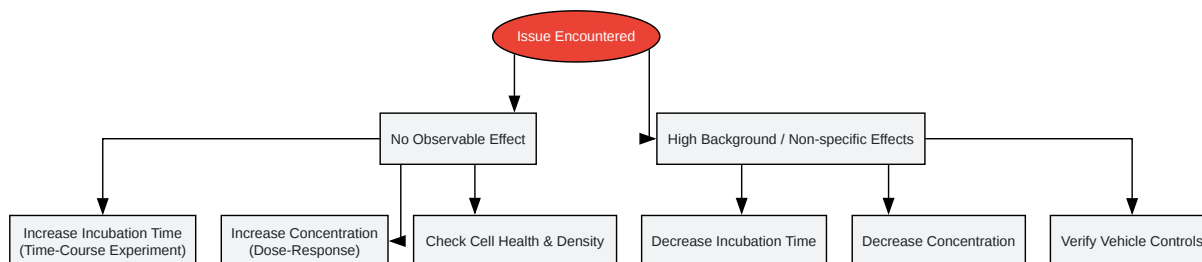 Issue Encountered
No Observable Effect
High Background / Non-specific Effects
Increase Incubation Time
(Time-Course Experiment)
Increase Concentration
(Dose-Response)
Check Cell Health & Density
Decrease Incubation Time
Decrease Concentration
Verify Vehicle Controls